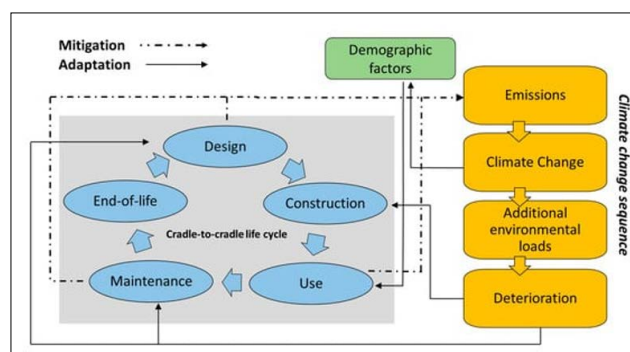 Mitigation
Adaptation
Demographic
factors
Emissions
Climate Change
Additional
environmental
loads
Deterioration
Climate change sequence
Design
Construction
Use
Maintenance
End-of-life
Cradle-to-cradle life cycle